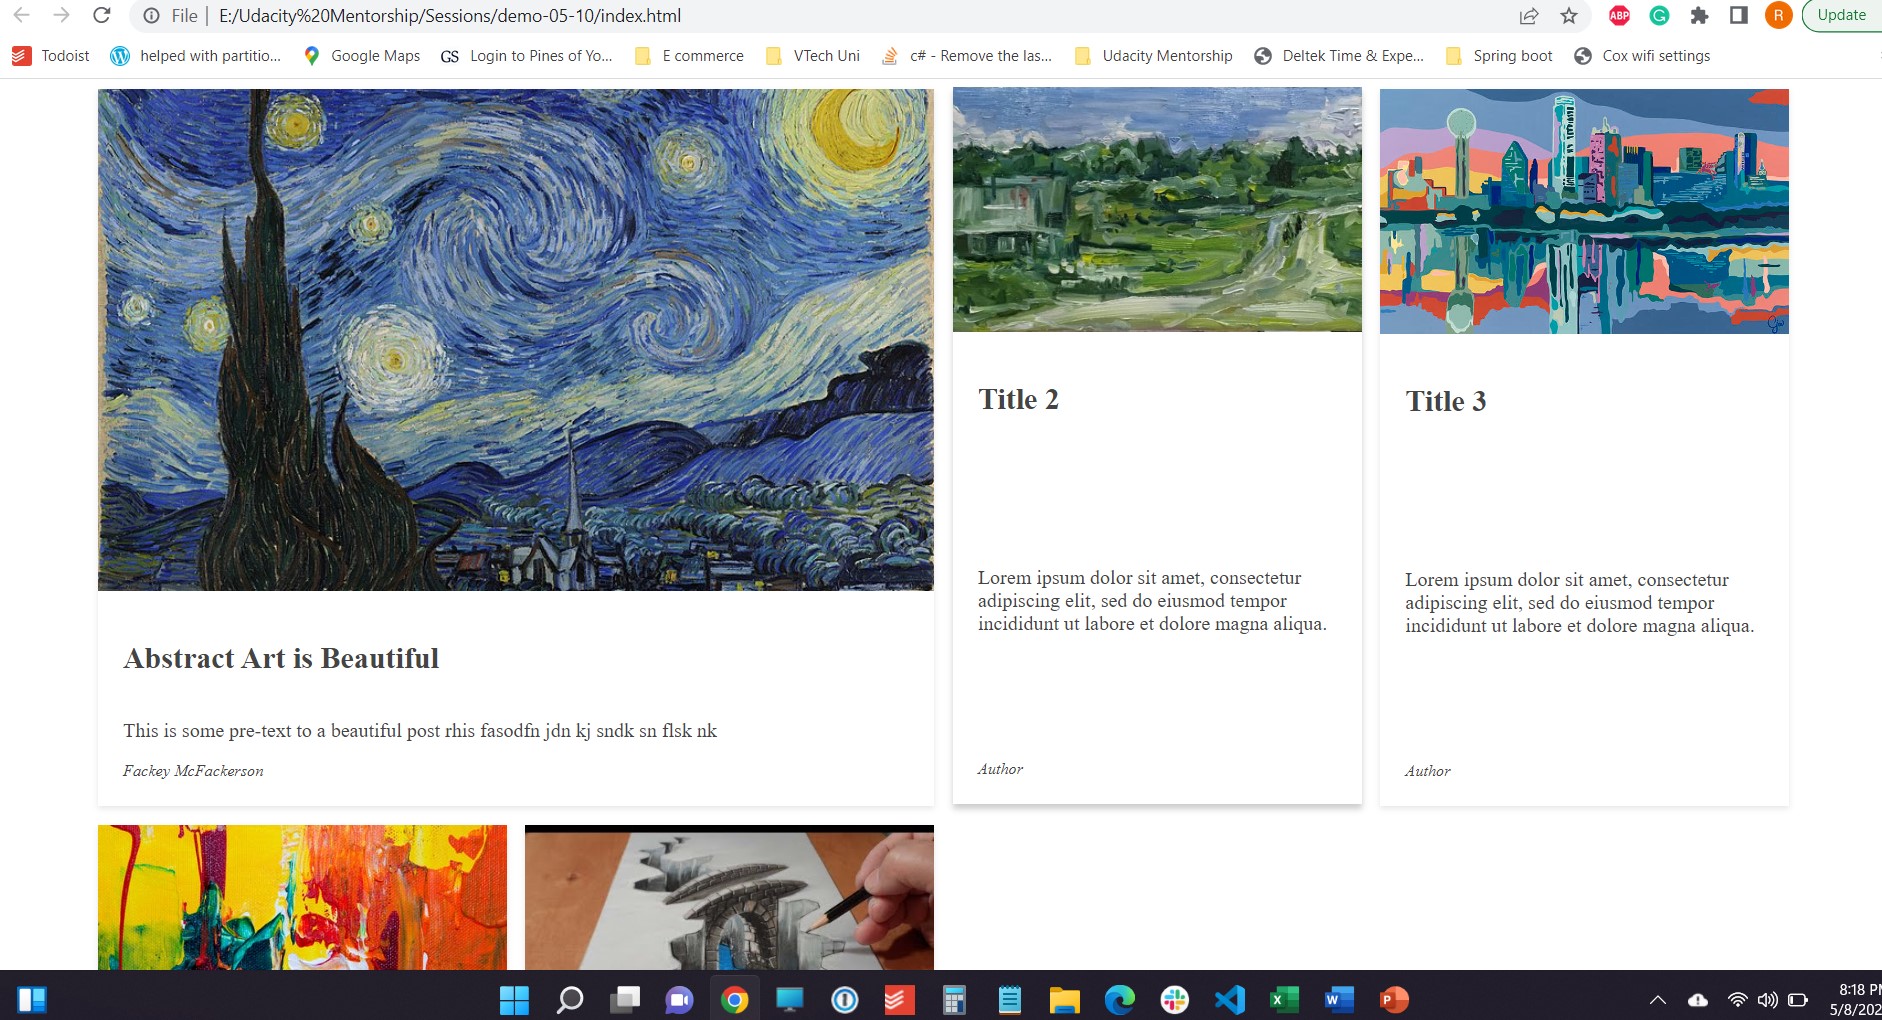 File | E:/Udacity%20Mentorship/Sessions/demo-05-10/index.html
ABP
G
R
Update
Todoist
helped with partitio...
Google Maps
GS Login to Pines of Yo...
E commerce
VTech Uni
c# - Remove the las...
Udacity Mentorship
Deltek Time & Expe...
Spring boot
Cox wifi settings
Abstract Art is Beautiful
This is some pre-text to a beautiful post rhis fasodfn jdn kj sndk sn flsk nk
Fackey McFackerson
Title 2
Lorem ipsum dolor sit amet, consectetur
adipiscing elit, sed do eiusmod tempor
incididunt ut labore et dolore magna aliqua.
Author
Title 3
Lorem ipsum dolor sit amet, consectetur
adipiscing elit, sed do eiusmod tempor
incididunt ut labore et dolore magna aliqua.
Author
X
W
P
8:18 PM
5/8/202